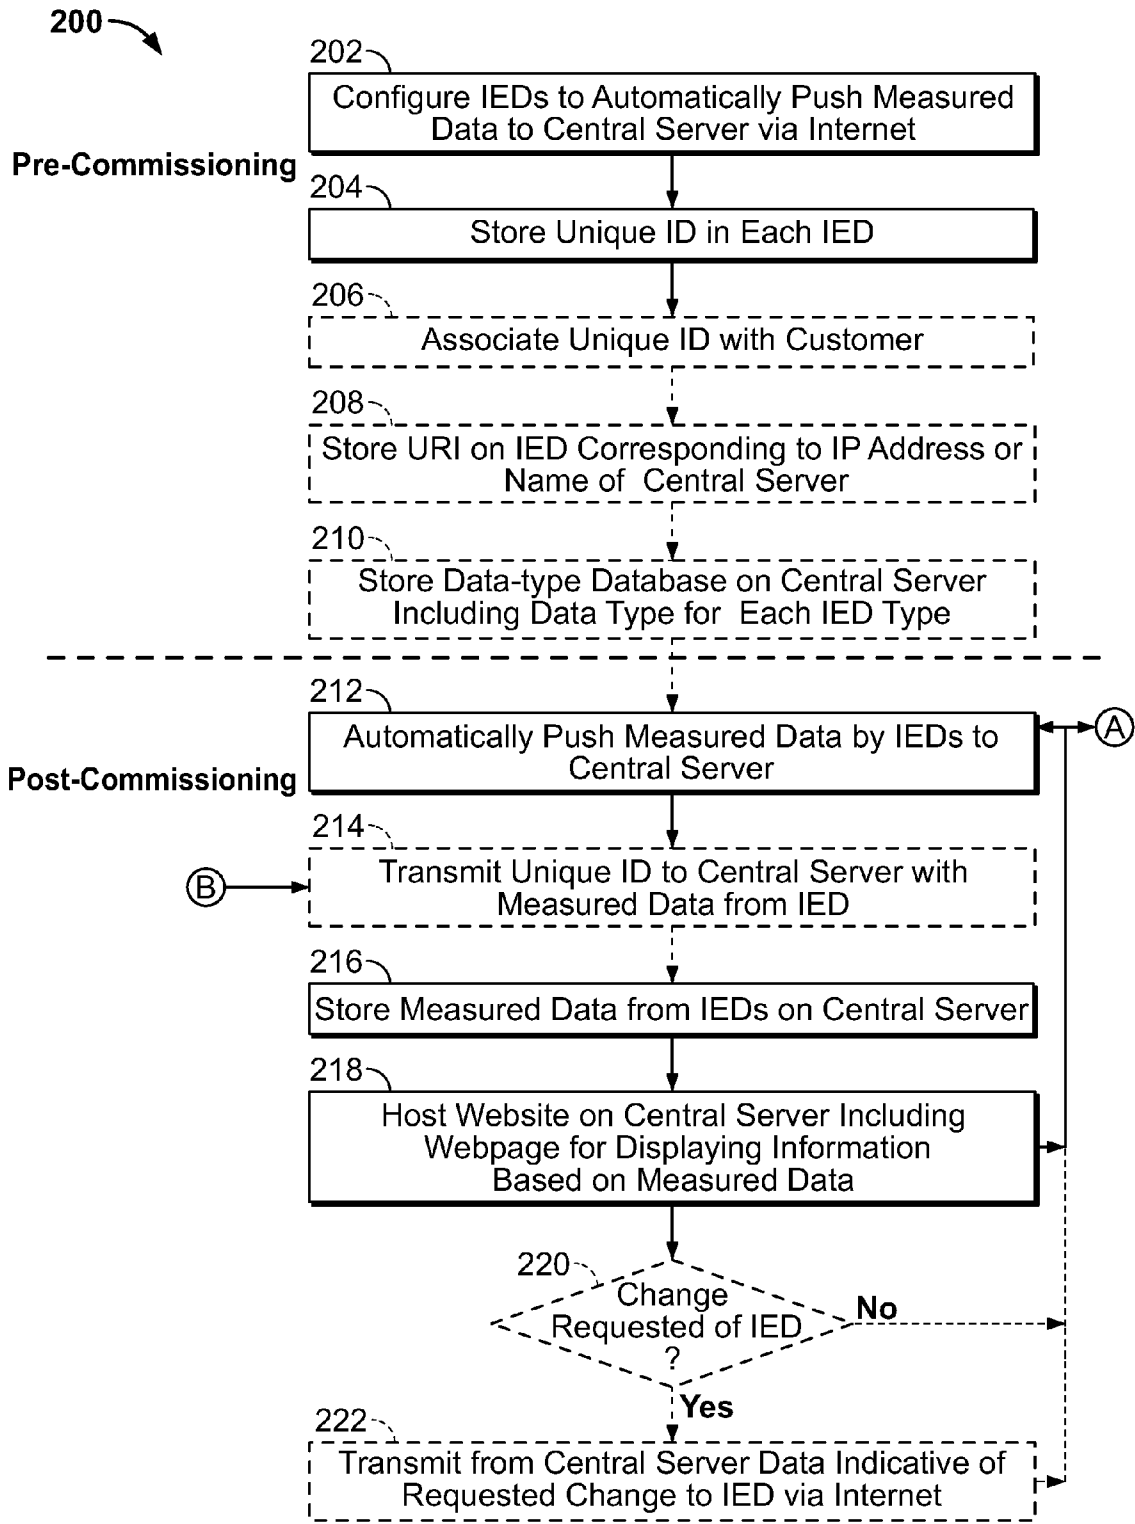 200
202
Configure IEDs to Automatically Push Measured
Data to Central Server via Internet
Pre-Commissioning
204
Store Unique ID in Each IED
206
Associate Unique ID with Customer
208
Store URI on IED Corresponding to IP Address or
Name of Central Server
210
Store Data-type Database on Central Server
Including Data Type for Each IED Type
212
Automatically Push Measured Data by IEDs to
Central Server
A
Post-Commissioning
214
Transmit Unique ID to Central Server with
Measured Data from IED
B
216
Store Measured Data from IEDs on Central Server
218
Host Website on Central Server Including
Webpage for Displaying Information
Based on Measured Data
220
Change
Requested of IED
?
No
Yes
222
Transmit from Central Server Data Indicative of
Requested Change to IED via Internet